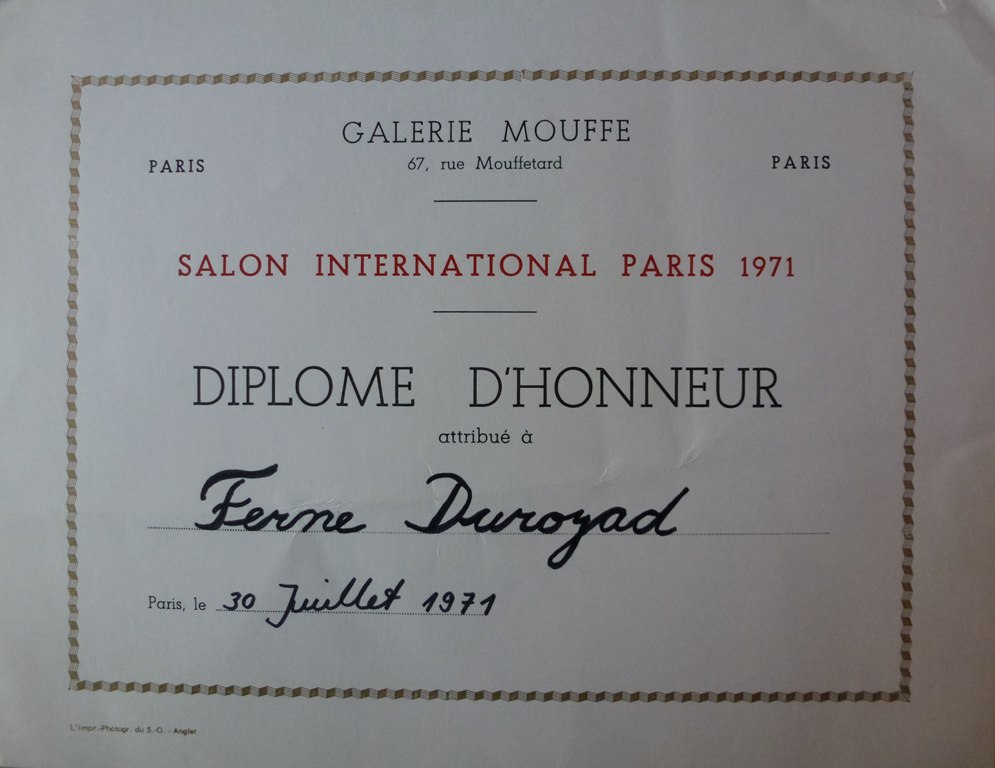 GALERIE MOUFFE
PARIS 67, rue Mouffetard PARIS
SALON INTERNATIONAL PARIS 1971
DIPLOME D'HONNEUR
attribué à
Ferne Duroyad
Paris, le 30 Juillet 1971
L'Impr.-Photogr. du S.-O. - Anglet